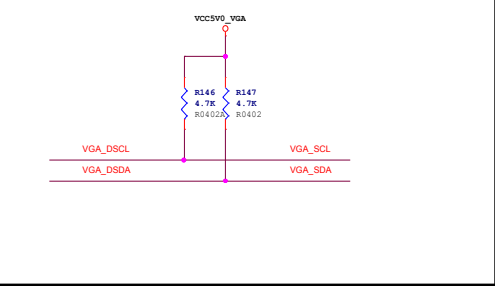 VCC5V0_VGA
R146 R147
4.7K 4.7K
R0402A R0402
VGA_DSCL VGA_SCL
VGA_DSDA VGA_SDA